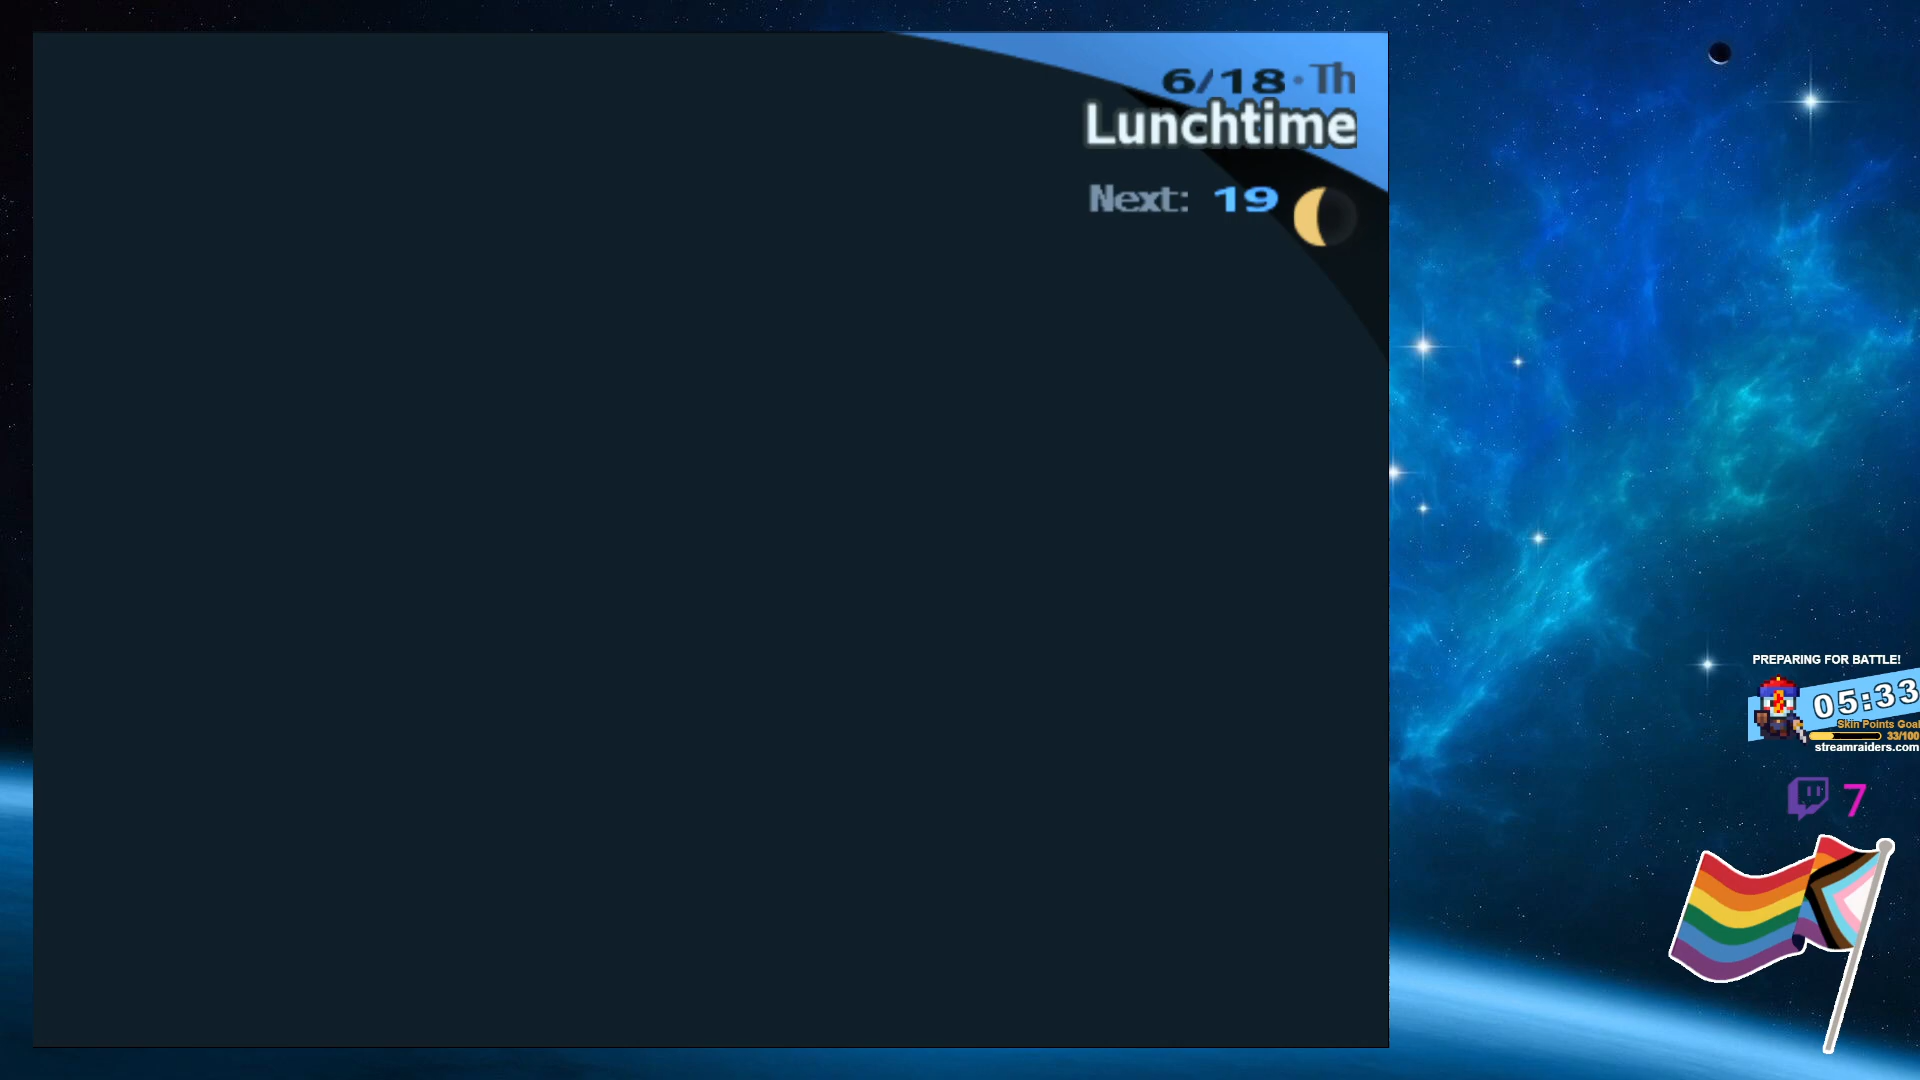 6/18・Th
Lunchtime
Next: 19
PREPARING FOR BATTLE!
05:33
Skin Points Goal
33/100
streamraiders.com
7